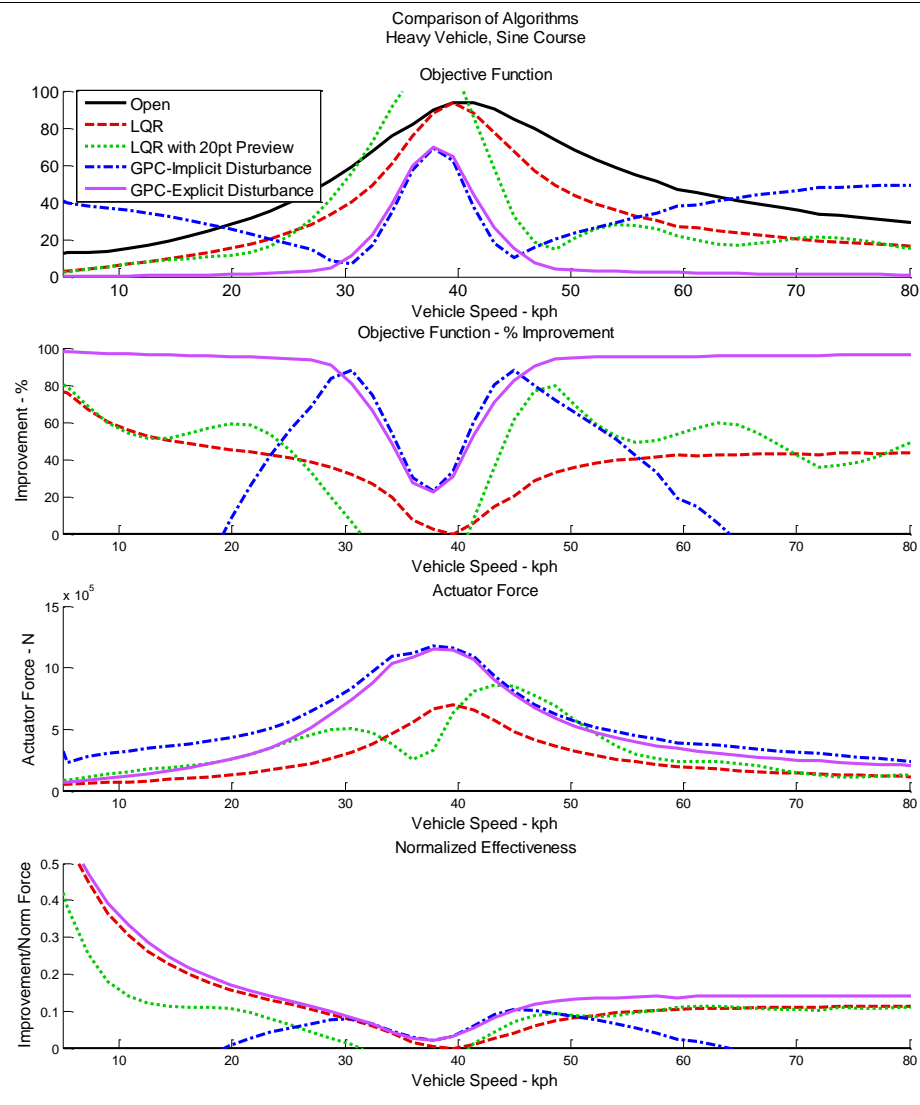 Comparison of Algorithms
Heavy Vehicle, Sine Course
Objective Function
100
80
60
40
20
0
Open
LQR
LQR with 20pt Preview
GPC-Implicit Disturbance
GPC-Explicit Disturbance
10 20 30 40 50 60 70 80
Vehicle Speed - kph
Objective Function - % Improvement
Improvement - %
100
80
60
40
20
0
10 20 30 40 50 60 70 80
Vehicle Speed - kph
Actuator Force
x 10^5
Actuator Force - N
15
10
5
0
10 20 30 40 50 60 70 80
Vehicle Speed - kph
Normalized Effectiveness
Improvement/Norm Force
0.5
0.4
0.3
0.2
0.1
0
10 20 30 40 50 60 70 80
Vehicle Speed - kph